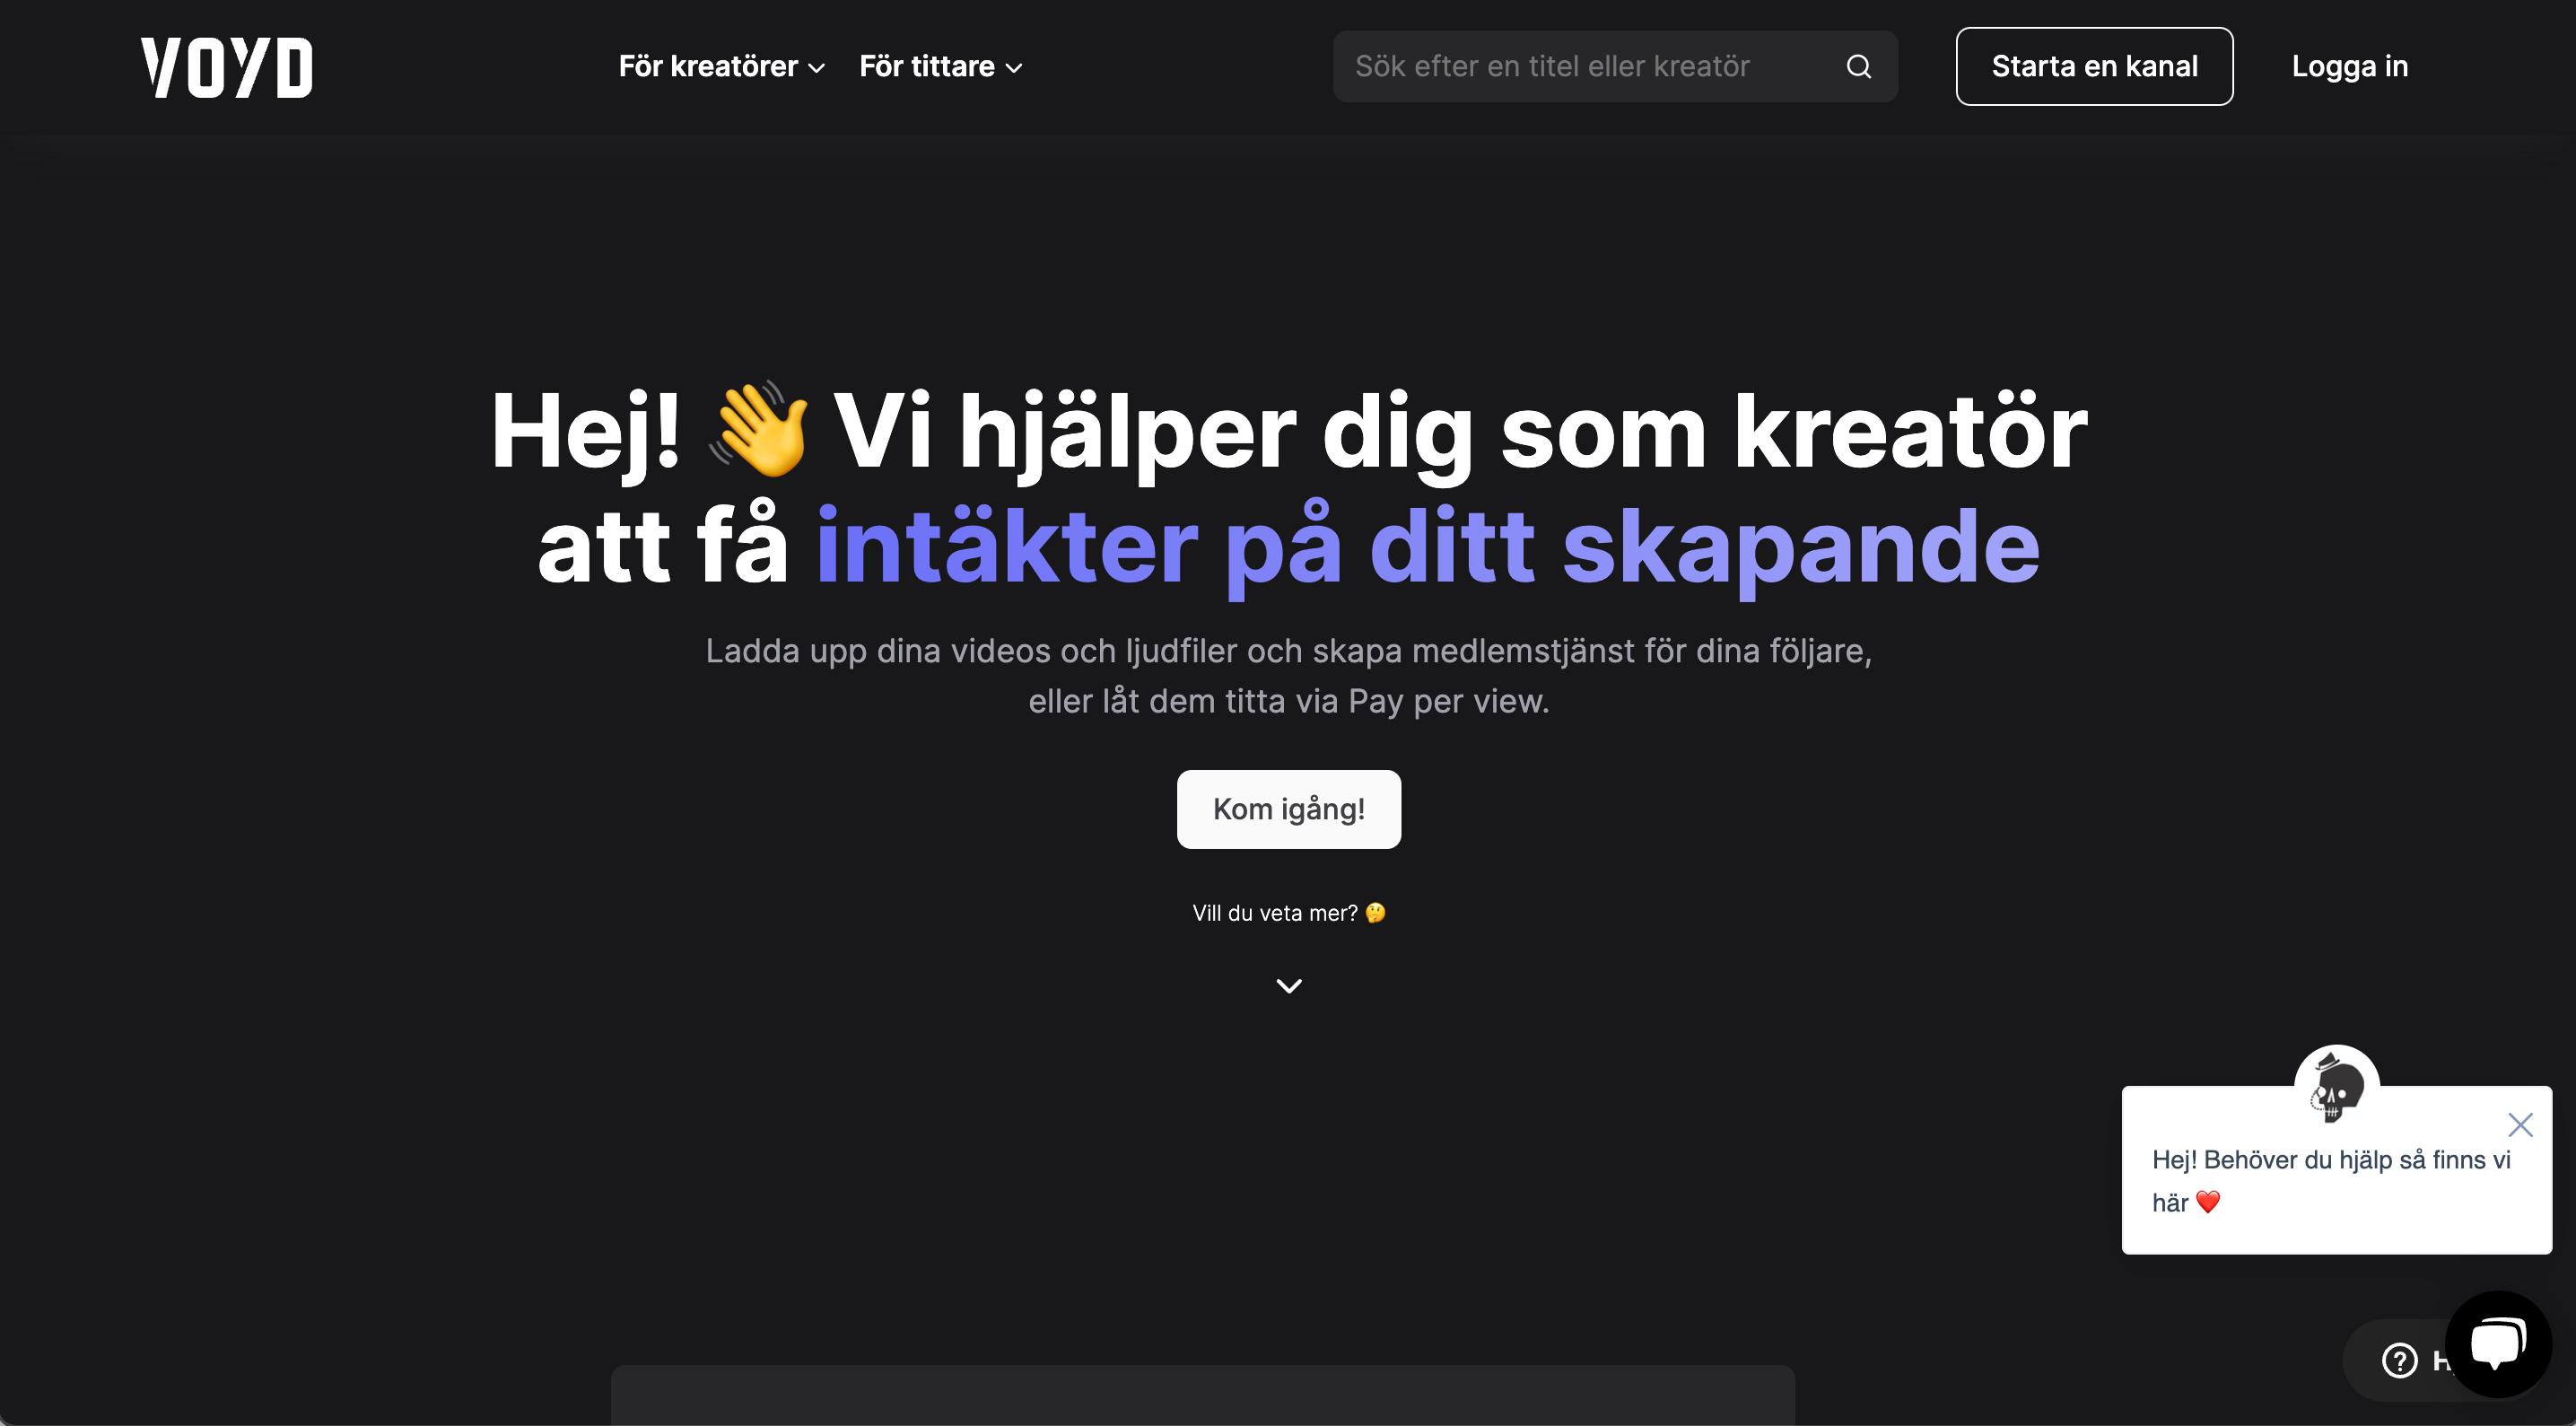 VOYD
För kreatörer
För tittare
Sök efter en titel eller kreatör
Starta en kanal
Logga in
Hej! 👋 Vi hjälper dig som kreatör
att få intäkter på ditt skapande
Ladda upp dina videos och ljudfiler och skapa medlemstjänst för dina följare,
eller låt dem titta via Pay per view.
Kom igång!
Vill du veta mer? 🤔
Hej! Behöver du hjälp så finns vi
här ❤️